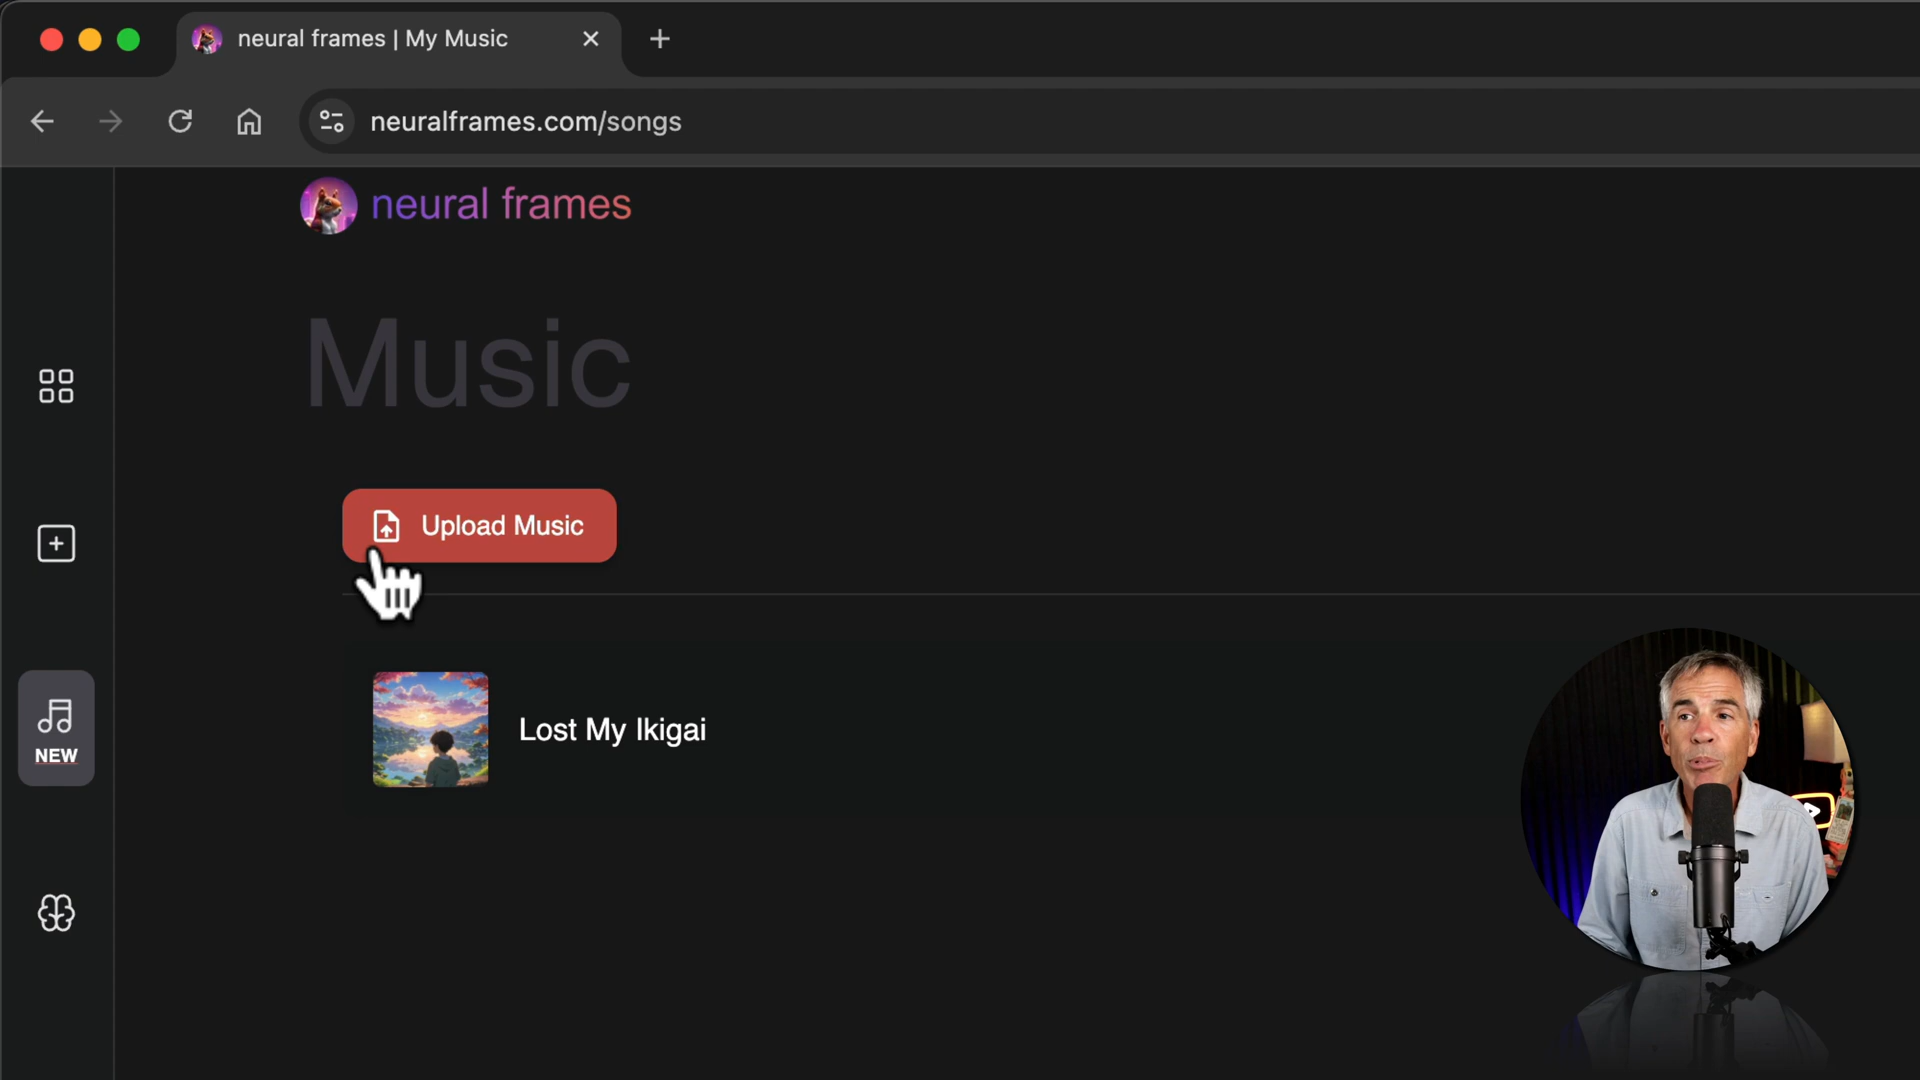 neural frames | My Music
neuralframes.com/songs
neural frames
Music
Upload Music
NEW
Lost My Ikigai